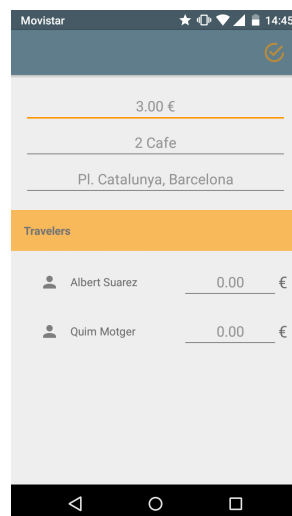 Movistar 14:45
3.00 €
2 Cafe
Pl. Catalunya, Barcelona
Travelers
Albert Suarez 0.00 €
Quim Motger 0.00 €